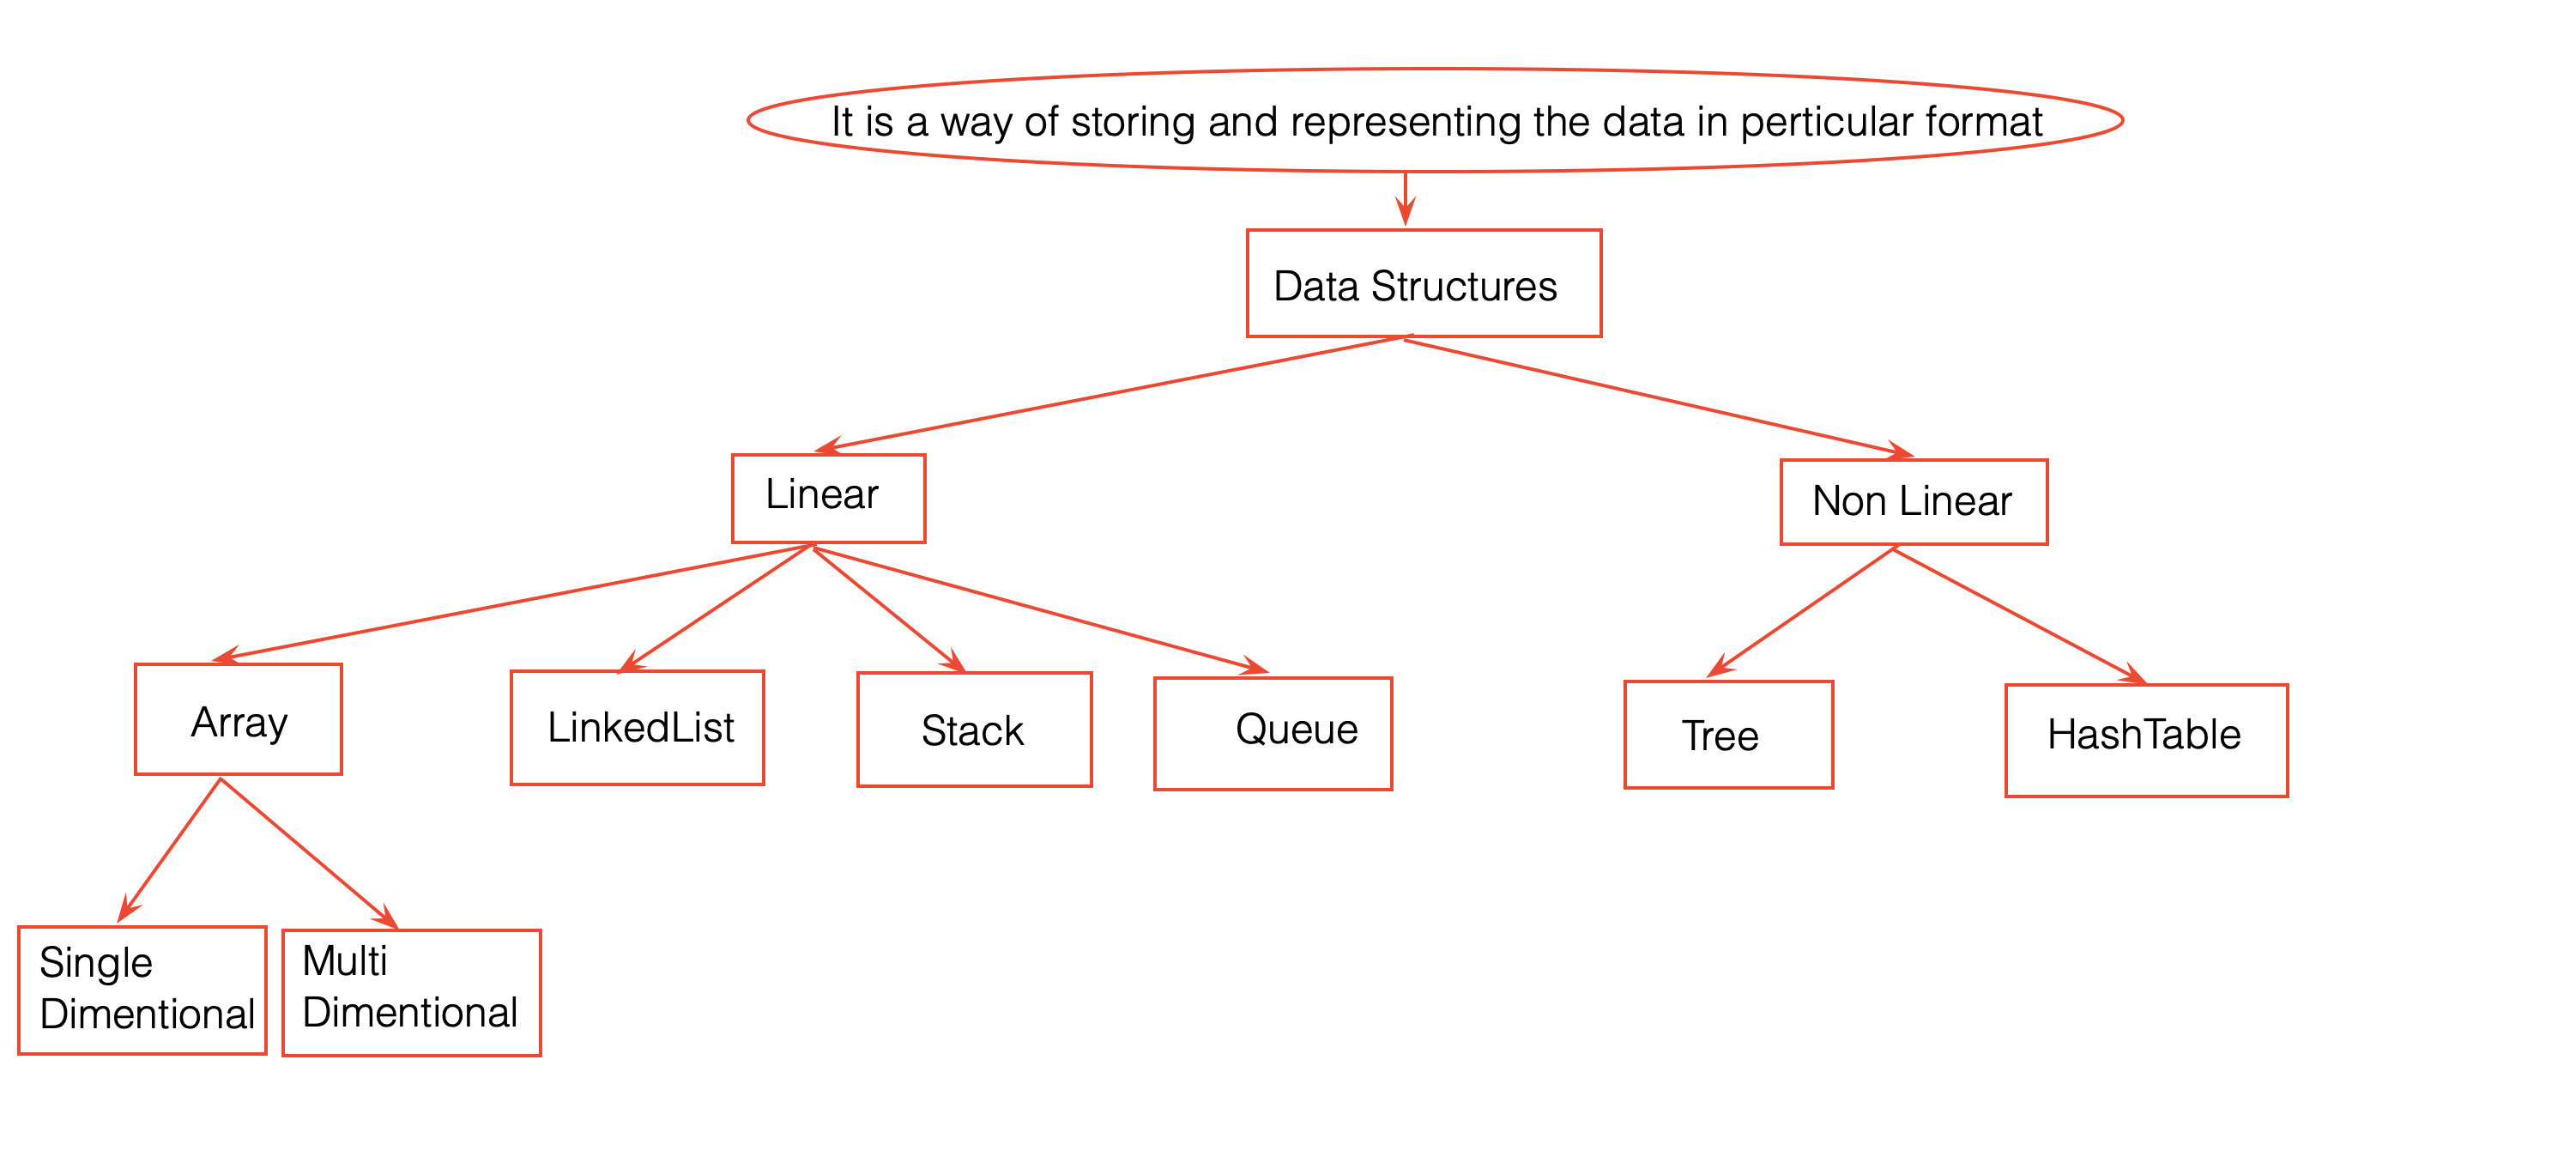 It is a way of storing and representing the data in perticular format
Data Structures
Linear
Non Linear
Array
LinkedList
Stack
Queue
Tree
HashTable
Single
Dimentional
Multi
Dimentional